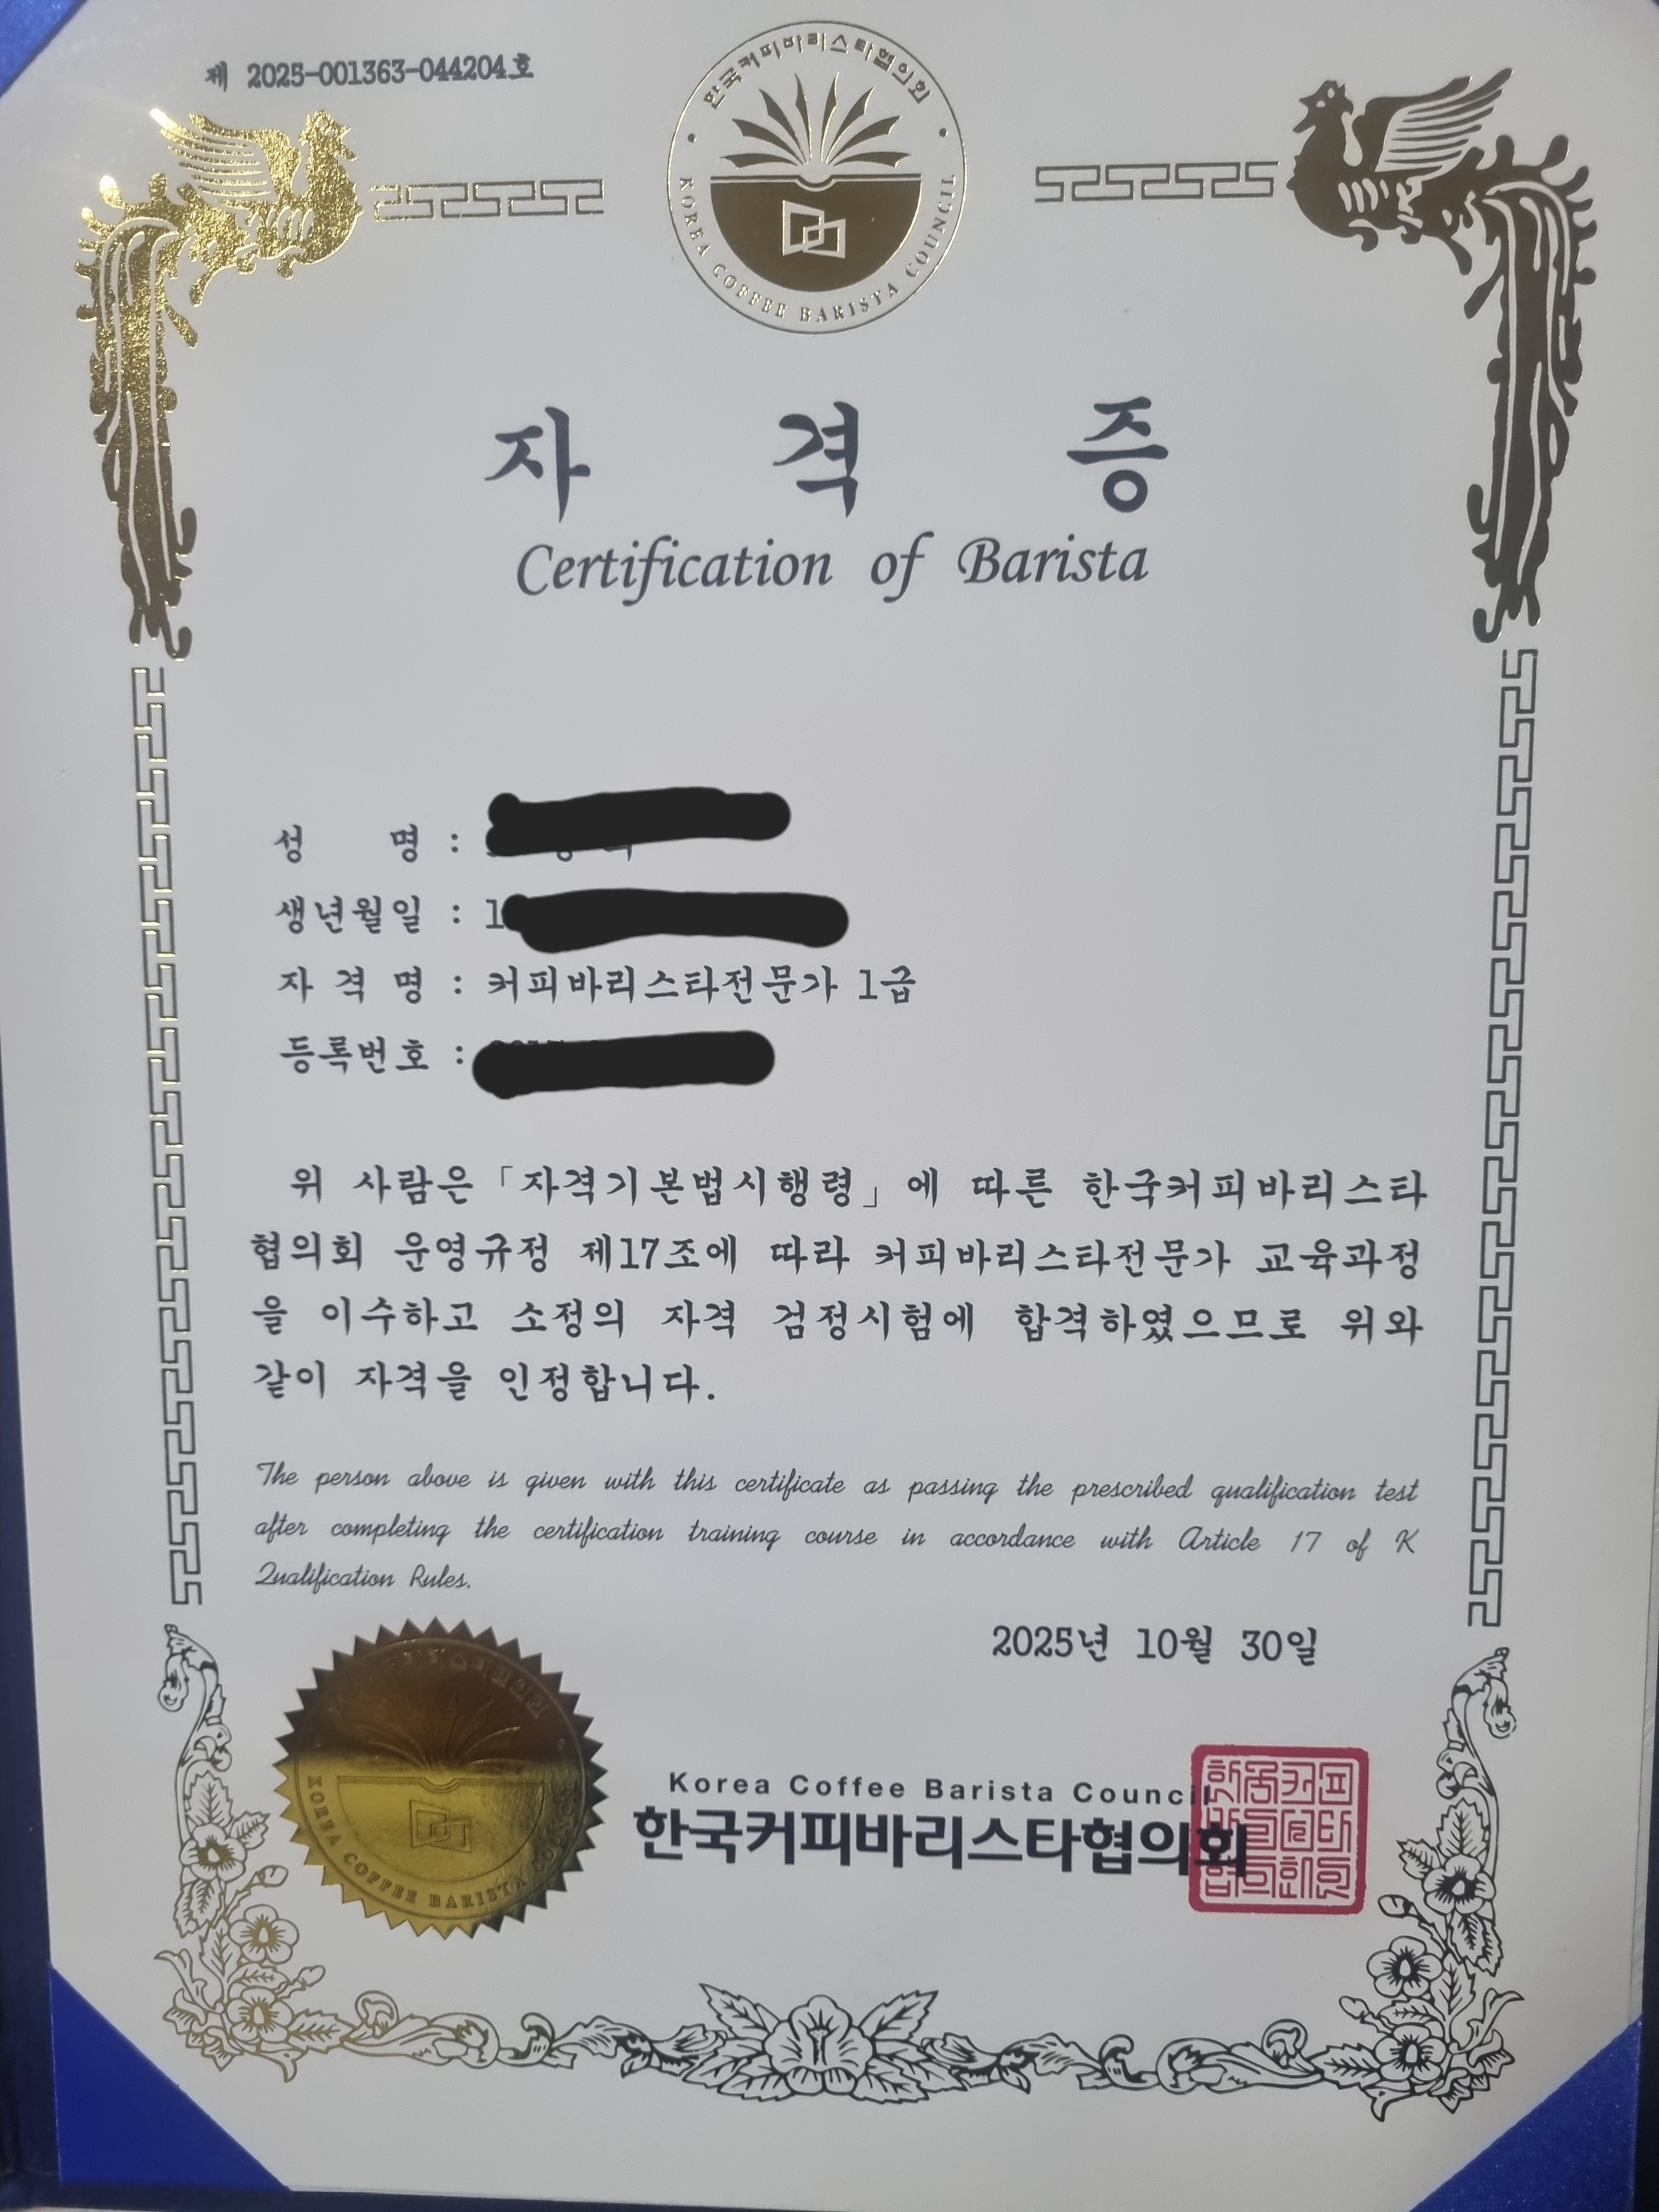 제 2025-001363-044204호
한국커피바리스타협의회
KOREA COFFEE BARISTA COUNCIL
자 격 증
Certification of Barista
성 명 :
생년월일 : 1
자 격 명 : 커피바리스타전문가 1급
등록번호 :
위 사람은 「자격기본법시행령」에 따른 한국커피바리스타
협의회 운영규정 제17조에 따라 커피바리스타전문가 교육과정
을 이수하고 소정의 자격 검정시험에 합격하였으므로 위와
같이 자격을 인정합니다.
The person above is given with this certificate as passing the prescribed qualification test
after completing the certification training course in accordance with Article 17 of K
Qualification Rules.
2025년 10월 30일
KOREA COFFEE BARISTA COUNCIL
Korea Coffee Barista Council
한국커피바리스타협의회